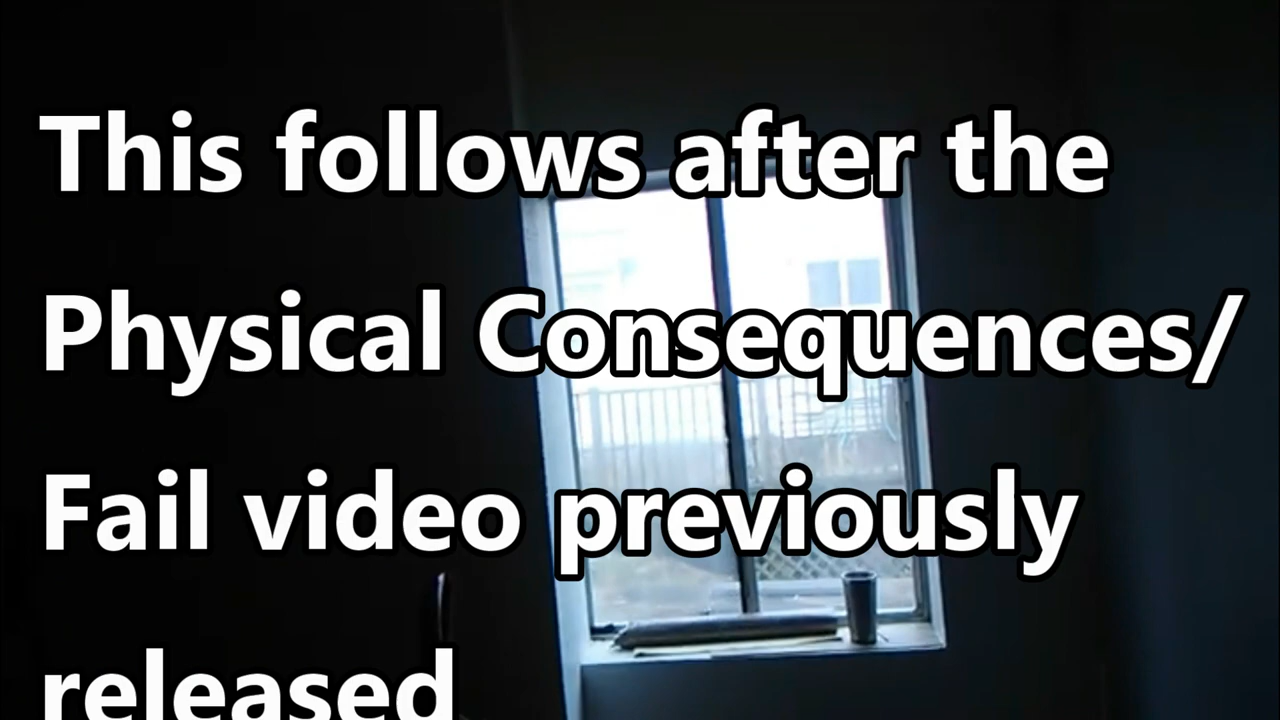 This follows after the
Physical Consequences/
Fail video previously
released